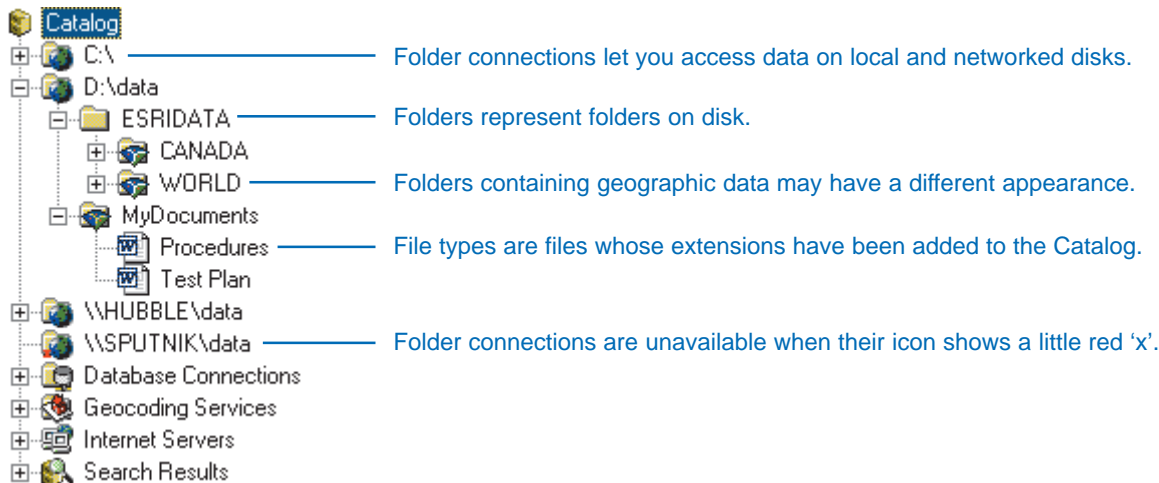 Catalog
C:\ Folder connections let you access data on local and networked disks.
D:\data
ESRIDATA Folders represent folders on disk.
CANADA
WORLD Folders containing geographic data may have a different appearance.
MyDocuments
Procedures File types are files whose extensions have been added to the Catalog.
Test Plan
\\HUBBLE\data
\\SPUTNIK\data Folder connections are unavailable when their icon shows a little red ‘x’.
Database Connections
Geocoding Services
Internet Servers
Search Results